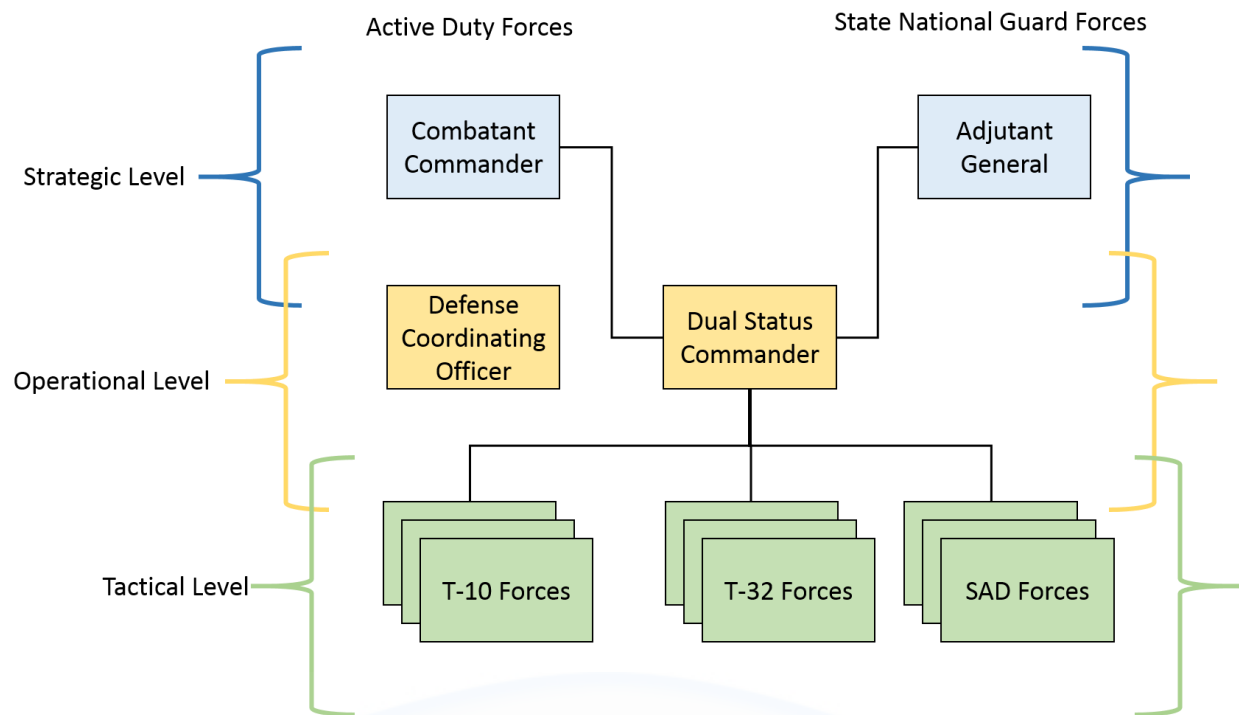 Active Duty Forces
State National Guard Forces
Combatant
Commander
Adjutant
General
Strategic Level
Defense
Coordinating
Officer
Dual Status
Commander
Operational Level
T-10 Forces
T-32 Forces
SAD Forces
Tactical Level